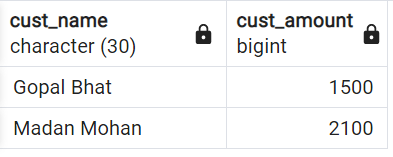 cust_name cust_amount
character (30) bigint
Gopal Bhat 1500
Madan Mohan 2100